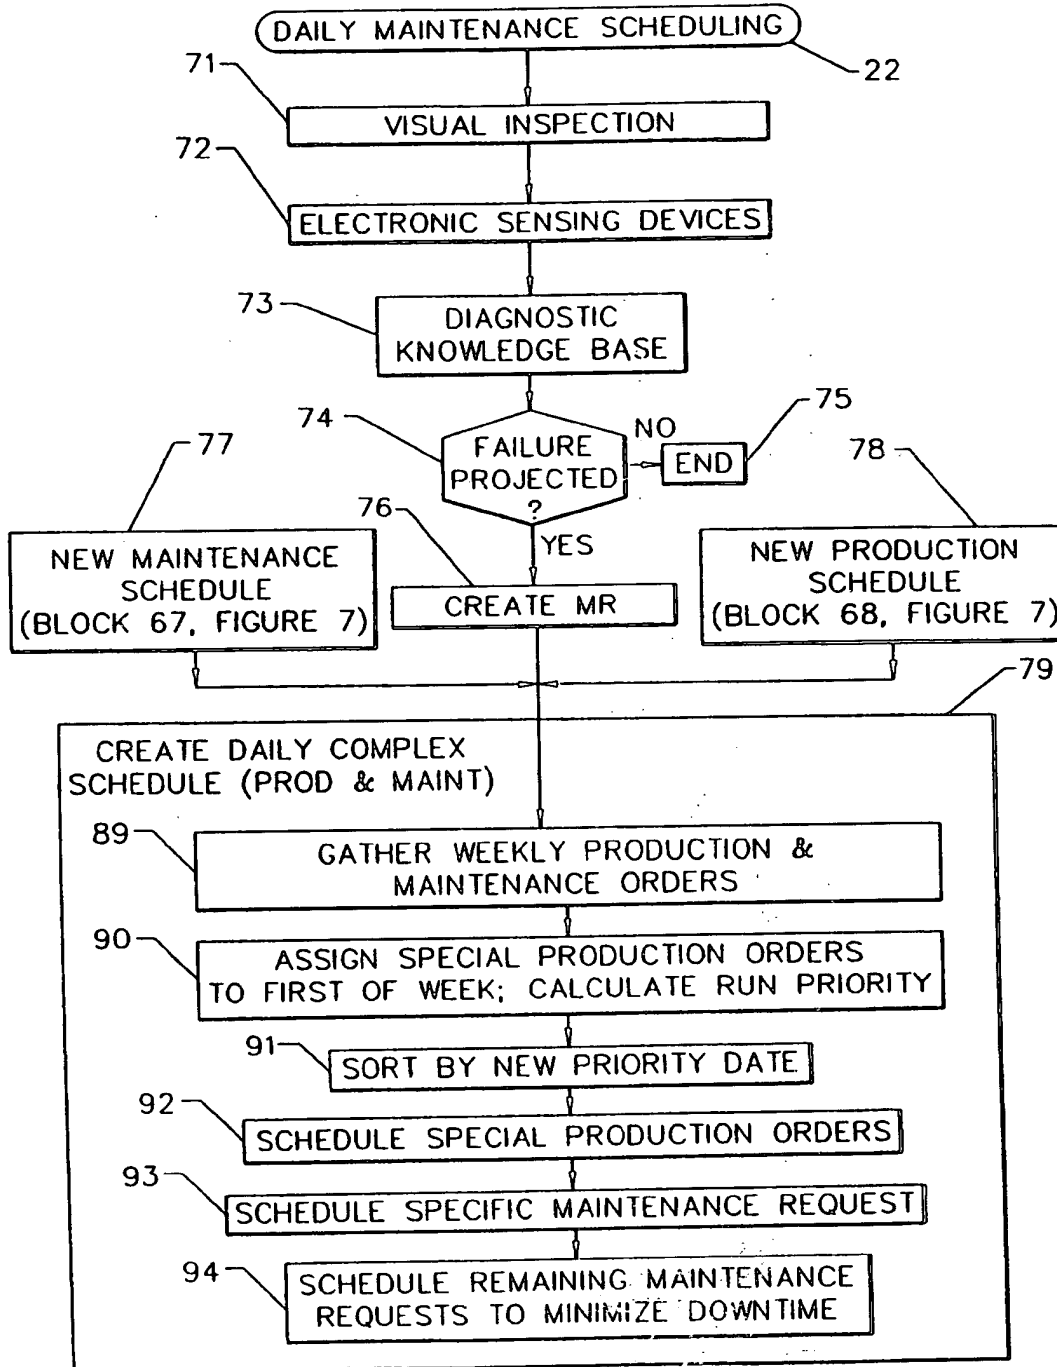 DAILY MAINTENANCE SCHEDULING
22
71
VISUAL INSPECTION
72
ELECTRONIC SENSING DEVICES
73
DIAGNOSTIC
KNOWLEDGE BASE
74
FAILURE
PROJECTED
?
NO
END
75
YES
77
NEW MAINTENANCE
SCHEDULE
(BLOCK 67, FIGURE 7)
76
CREATE MR
78
NEW PRODUCTION
SCHEDULE
(BLOCK 68, FIGURE 7)
79
CREATE DAILY COMPLEX
SCHEDULE (PROD & MAINT)
89
GATHER WEEKLY PRODUCTION &
MAINTENANCE ORDERS
90
ASSIGN SPECIAL PRODUCTION ORDERS
TO FIRST OF WEEK; CALCULATE RUN PRIORITY
91
SORT BY NEW PRIORITY DATE
92
SCHEDULE SPECIAL PRODUCTION ORDERS
93
SCHEDULE SPECIFIC MAINTENANCE REQUEST
94
SCHEDULE REMAINING MAINTENANCE
REQUESTS TO MINIMIZE DOWNTIME